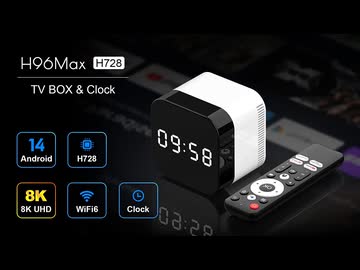 H96Max H728
TV BOX & Clock
09:58
14
Android
H728
8K
8K UHD
WiFi6
Clock